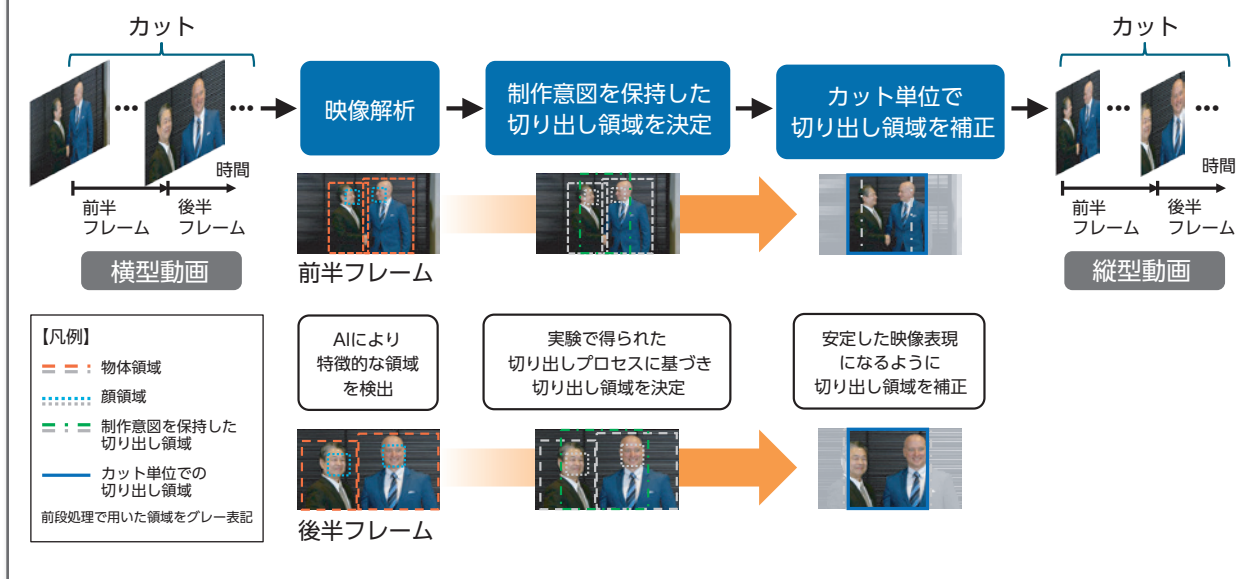 カット
カット
映像解析
制作意図を保持した
切り出し領域を決定
カット単位で
切り出し領域を補正
時間
前半
フレーム
後半
フレーム
横型動画
時間
前半
フレーム
後半
フレーム
縦型動画
前半フレーム
【凡例】
物体領域
顔領域
制作意図を保持した
切り出し領域
カット単位での
切り出し領域
前段処理で用いた領域をグレー表記
AIにより
特徴的な領域
を検出
実験で得られた
切り出しプロセスに基づき
切り出し領域を決定
安定した映像表現
になるように
切り出し領域を補正
後半フレーム